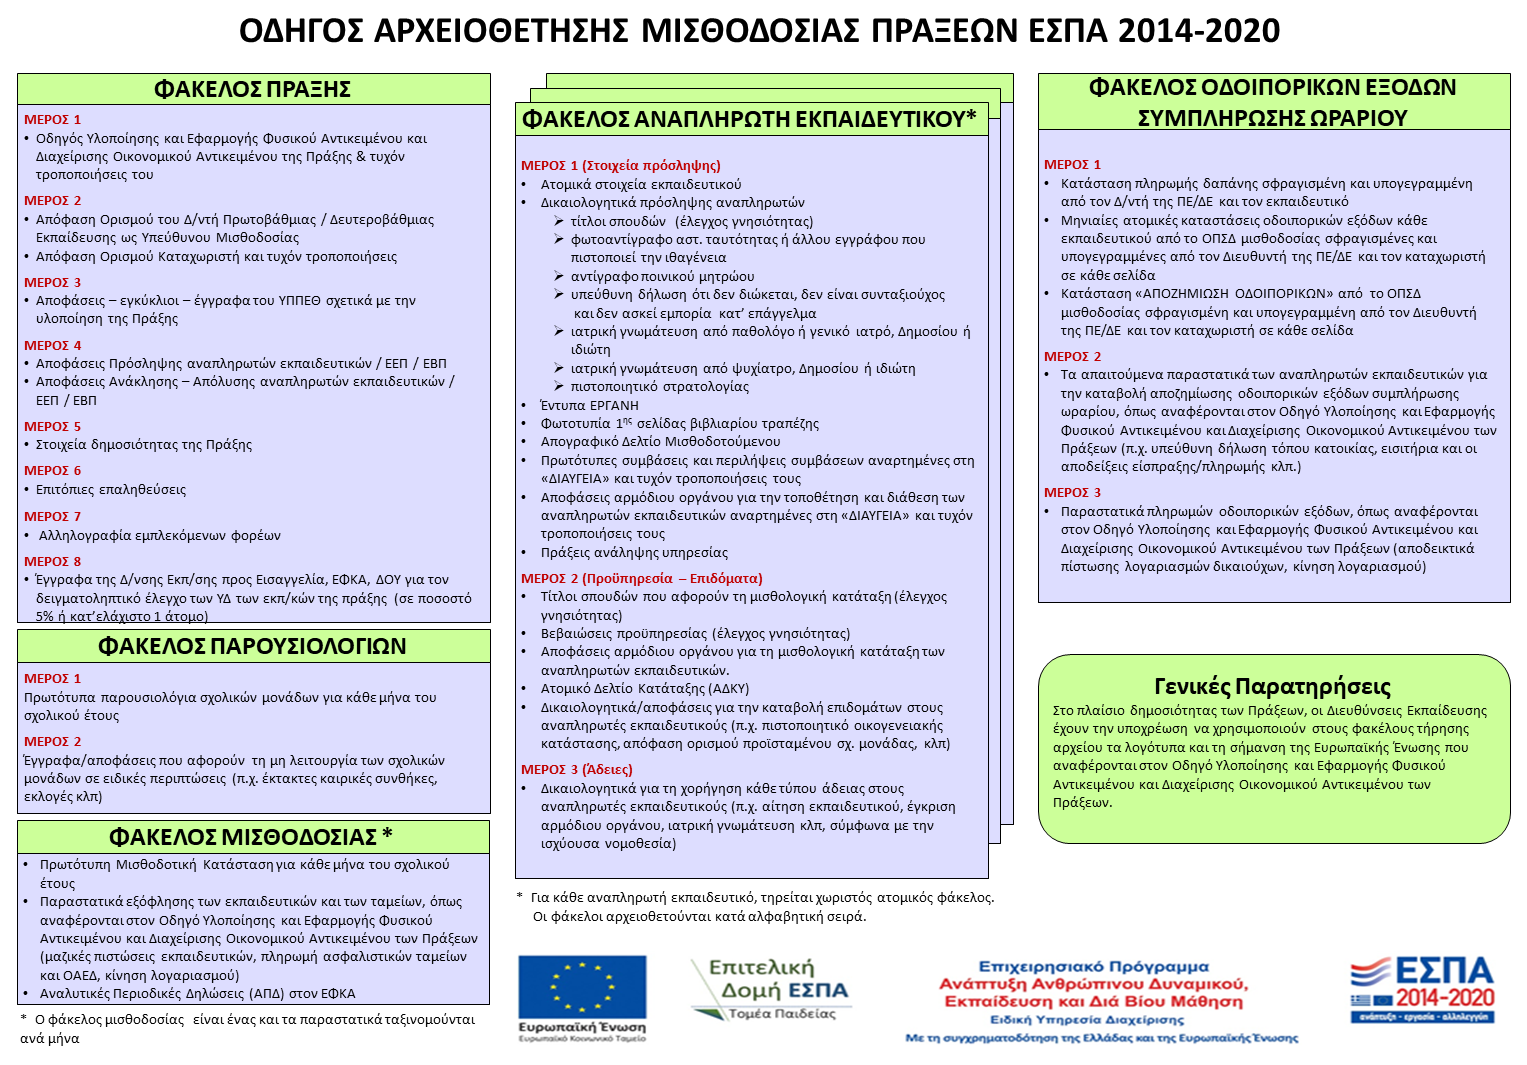 ΟΔΗΓΟΣ ΑΡΧΕΙΟΘΕΤΗΣΗΣ ΜΙΣΘΟΔΟΣΙΑΣ ΠΡΑΞΕΩΝ ΕΣΠΑ 2014-2020
ΦΑΚΕΛΟΣ ΠΡΑΞΗΣ
ΜΕΡΟΣ 1
• Οδηγός Υλοποίησης και Εφαρμογής Φυσικού Αντικειμένου και
Διαχείρισης Οικονομικού Αντικειμένου της Πράξης & τυχόν
τροποποιήσεις του
ΜΕΡΟΣ 2
• Απόφαση Ορισμού του Δ/ντή Πρωτοβάθμιας / Δευτεροβάθμιας
Εκπαίδευσης ως Υπεύθυνου Μισθοδοσίας
• Απόφαση Ορισμού Καταχωριστή και τυχόν τροποποιήσεις
ΜΕΡΟΣ 3
• Αποφάσεις – εγκύκλιοι – έγγραφα του ΥΠΠΕΘ σχετικά με την
υλοποίηση της Πράξης
ΜΕΡΟΣ 4
• Αποφάσεις Πρόσληψης αναπληρωτών εκπαιδευτικών / ΕΕΠ / ΕΒΠ
• Αποφάσεις Ανάκλησης – Απόλυσης αναπληρωτών εκπαιδευτικών /
ΕΕΠ / ΕΒΠ
ΜΕΡΟΣ 5
• Στοιχεία δημοσιότητας της Πράξης
ΜΕΡΟΣ 6
• Επιτόπιες επαληθεύσεις
ΜΕΡΟΣ 7
• Αλληλογραφία εμπλεκόμενων φορέων
ΜΕΡΟΣ 8
• Έγγραφα της Δ/νσης Εκπ/σης προς Εισαγγελία, ΕΦΚΑ, ΔΟΥ για τον
δειγματοληπτικό έλεγχο των ΥΔ των εκπ/κών της πράξης (σε ποσοστό
5% ή κατ’ελάχιστο 1 άτομο)
ΦΑΚΕΛΟΣ ΠΑΡΟΥΣΙΟΛΟΓΙΩΝ
ΜΕΡΟΣ 1
Πρωτότυπα παρουσιολόγια σχολικών μονάδων για κάθε μήνα του
σχολικού έτους
ΜΕΡΟΣ 2
Έγγραφα/αποφάσεις που αφορούν τη μη λειτουργία των σχολικών
μονάδων σε ειδικές περιπτώσεις (π.χ. έκτακτες καιρικές συνθήκες,
εκλογές κλπ)
ΦΑΚΕΛΟΣ ΜΙΣΘΟΔΟΣΙΑΣ *
• Πρωτότυπη Μισθοδοτική Κατάσταση για κάθε μήνα του σχολικού
έτους
• Παραστατικά εξόφλησης των εκπαιδευτικών και των ταμείων, όπως
αναφέρονται στον Οδηγό Υλοποίησης και Εφαρμογής Φυσικού
Αντικειμένου και Διαχείρισης Οικονομικού Αντικειμένου των Πράξεων
(μαζικές πιστώσεις εκπαιδευτικών, πληρωμή ασφαλιστικών ταμείων
και ΟΑΕΔ, κίνηση λογαριασμού)
• Αναλυτικές Περιοδικές Δηλώσεις (ΑΠΔ) στον ΕΦΚΑ
* Ο φάκελος μισθοδοσίας είναι ένας και τα παραστατικά ταξινομούνται
ανά μήνα
ΦΑΚΕΛΟΣ ΑΝΑΠΛΗΡΩΤΗ ΕΚΠΑΙΔΕΥΤΙΚΟΥ*
ΜΕΡΟΣ 1 (Στοιχεία πρόσληψης)
• Ατομικά στοιχεία εκπαιδευτικού
• Δικαιολογητικά πρόσληψης αναπληρωτών
➢ τίτλοι σπουδών (έλεγχος γνησιότητας)
➢ φωτοαντίγραφο αστ. ταυτότητας ή άλλου εγγράφου που
πιστοποιεί την ιθαγένεια
➢ αντίγραφο ποινικού μητρώου
➢ υπεύθυνη δήλωση ότι δεν διώκεται, δεν είναι συνταξιούχος
και δεν ασκεί εμπορία κατ’ επάγγελμα
➢ ιατρική γνωμάτευση από παθολόγο ή γενικό ιατρό, Δημοσίου ή
ιδιώτη
➢ ιατρική γνωμάτευση από ψυχίατρο, Δημοσίου ή ιδιώτη
➢ πιστοποιητικό στρατολογίας
• Έντυπα ΕΡΓΑΝΗ
• Φωτοτυπία 1ης σελίδας βιβλιαρίου τραπέζης
• Απογραφικό Δελτίο Μισθοδοτούμενου
• Πρωτότυπες συμβάσεις και περιλήψεις συμβάσεων αναρτημένες στη
«ΔΙΑΥΓΕΙΑ» και τυχόν τροποποιήσεις τους
• Αποφάσεις αρμόδιου οργάνου για την τοποθέτηση και διάθεση των
αναπληρωτών εκπαιδευτικών αναρτημένες στη «ΔΙΑΥΓΕΙΑ» και τυχόν
τροποποιήσεις τους
• Πράξεις ανάληψης υπηρεσίας
ΜΕΡΟΣ 2 (Προϋπηρεσία – Επιδόματα)
• Τίτλοι σπουδών που αφορούν τη μισθολογική κατάταξη (έλεγχος
γνησιότητας)
• Βεβαιώσεις προϋπηρεσίας (έλεγχος γνησιότητας)
• Αποφάσεις αρμόδιου οργάνου για τη μισθολογική κατάταξη των
αναπληρωτών εκπαιδευτικών.
• Ατομικό Δελτίο Κατάταξης (ΑΔΚΥ)
• Δικαιολογητικά/αποφάσεις για την καταβολή επιδομάτων στους
αναπληρωτές εκπαιδευτικούς (π.χ. πιστοποιητικό οικογενειακής
κατάστασης, απόφαση ορισμού προϊσταμένου σχ. μονάδας, κλπ)
ΜΕΡΟΣ 3 (Άδειες)
• Δικαιολογητικά για τη χορήγηση κάθε τύπου άδειας στους
αναπληρωτές εκπαιδευτικούς (π.χ. αίτηση εκπαιδευτικού, έγκριση
αρμόδιου οργάνου, ιατρική γνωμάτευση κλπ, σύμφωνα με την
ισχύουσα νομοθεσία)
* Για κάθε αναπληρωτή εκπαιδευτικό, τηρείται χωριστός ατομικός φάκελος.
Οι φάκελοι αρχειοθετούνται κατά αλφαβητική σειρά.
ΦΑΚΕΛΟΣ ΟΔΟΙΠΟΡΙΚΩΝ ΕΞΟΔΩΝ
ΣΥΜΠΛΗΡΩΣΗΣ ΩΡΑΡΙΟΥ
ΜΕΡΟΣ 1
• Κατάσταση πληρωμής δαπάνης σφραγισμένη και υπογεγραμμένη
από τον Δ/ντή της ΠΕ/ΔΕ και τον εκπαιδευτικό
• Μηνιαίες ατομικές καταστάσεις οδοιπορικών εξόδων κάθε
εκπαιδευτικού από το ΟΠΣΔ μισθοδοσίας σφραγισμένες και
υπογεγραμμένες από τον Διευθυντή της ΠΕ/ΔΕ και τον καταχωριστή
σε κάθε σελίδα
• Κατάσταση «ΑΠΟΖΗΜΙΩΣΗ ΟΔΟΙΠΟΡΙΚΩΝ» από το ΟΠΣΔ
μισθοδοσίας σφραγισμένη και υπογεγραμμένη από τον Διευθυντή
της ΠΕ/ΔΕ και τον καταχωριστή σε κάθε σελίδα
ΜΕΡΟΣ 2
• Τα απαιτούμενα παραστατικά των αναπληρωτών εκπαιδευτικών για
την καταβολή αποζημίωσης οδοιπορικών εξόδων συμπλήρωσης
ωραρίου, όπως αναφέρονται στον Οδηγό Υλοποίησης και Εφαρμογής
Φυσικού Αντικειμένου και Διαχείρισης Οικονομικού Αντικειμένου των
Πράξεων (π.χ. υπεύθυνη δήλωση τόπου κατοικίας, εισιτήρια και οι
αποδείξεις είσπραξης/πληρωμής κλπ.)
ΜΕΡΟΣ 3
• Παραστατικά πληρωμών οδοιπορικών εξόδων, όπως αναφέρονται
στον Οδηγό Υλοποίησης και Εφαρμογής Φυσικού Αντικειμένου και
Διαχείρισης Οικονομικού Αντικειμένου των Πράξεων (αποδεικτικά
πίστωσης λογαριασμών δικαιούχων, κίνηση λογαριασμού)
Γενικές Παρατηρήσεις
Στο πλαίσιο δημοσιότητας των Πράξεων, οι Διευθύνσεις Εκπαίδευσης
έχουν την υποχρέωση να χρησιμοποιούν στους φακέλους τήρησης
αρχείου τα λογότυπα και τη σήμανση της Ευρωπαϊκής Ένωσης που
αναφέρονται στον Οδηγό Υλοποίησης και Εφαρμογής Φυσικού
Αντικειμένου και Διαχείρισης Οικονομικού Αντικειμένου των
Πράξεων.
Ευρωπαϊκή Ένωση
Ευρωπαϊκό Κοινωνικό Ταμείο
Επιτελική
Δομή ΕΣΠΑ
Τομέα Παιδείας
Επιχειρησιακό Πρόγραμμα
Ανάπτυξη Ανθρώπινου Δυναμικού,
Εκπαίδευση και Διά Βίου Μάθηση
Ειδική Υπηρεσία Διαχείρισης
Με τη συγχρηματοδότηση της Ελλάδας και της Ευρωπαϊκής Ένωσης
ΕΣΠΑ
2014-2020
ανάπτυξη - εργασία - αλληλεγγύη